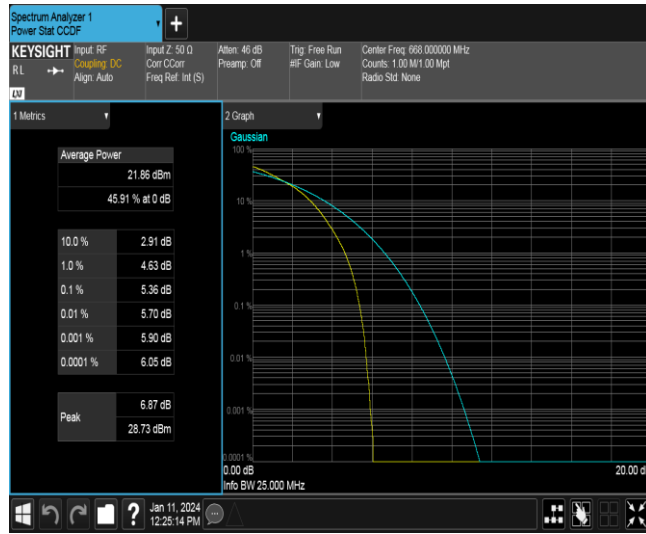 Spectrum Analyzer 1
Power Stat CCDF
+
KEYSIGHT
RL
LXI
Input: RF
Coupling: DC
Align: Auto
Input Z: 50 Ω
Corr CCorr
Freq Ref: Int (S)
Atten: 46 dB
Preamp: Off
Trig: Free Run
#IF Gain: Low
Center Freq: 668.000000 MHz
Counts: 1.00 M/1.00 Mpt
Radio Std: None
1 Metrics
Average Power
21.86 dBm
45.91 % at 0 dB
10.0 % 2.91 dB
1.0 % 4.63 dB
0.1 % 5.36 dB
0.01 % 5.70 dB
0.001 % 5.90 dB
0.0001 % 6.05 dB
Peak
6.87 dB
28.73 dBm
2 Graph
Gaussian
100 %
10 %
1 %
0.1 %
0.01 %
0.001 %
0.0001 %
0.00 dB
20.00 d
Info BW 25.000 MHz
?
Jan 11, 2024
12:25:14 PM